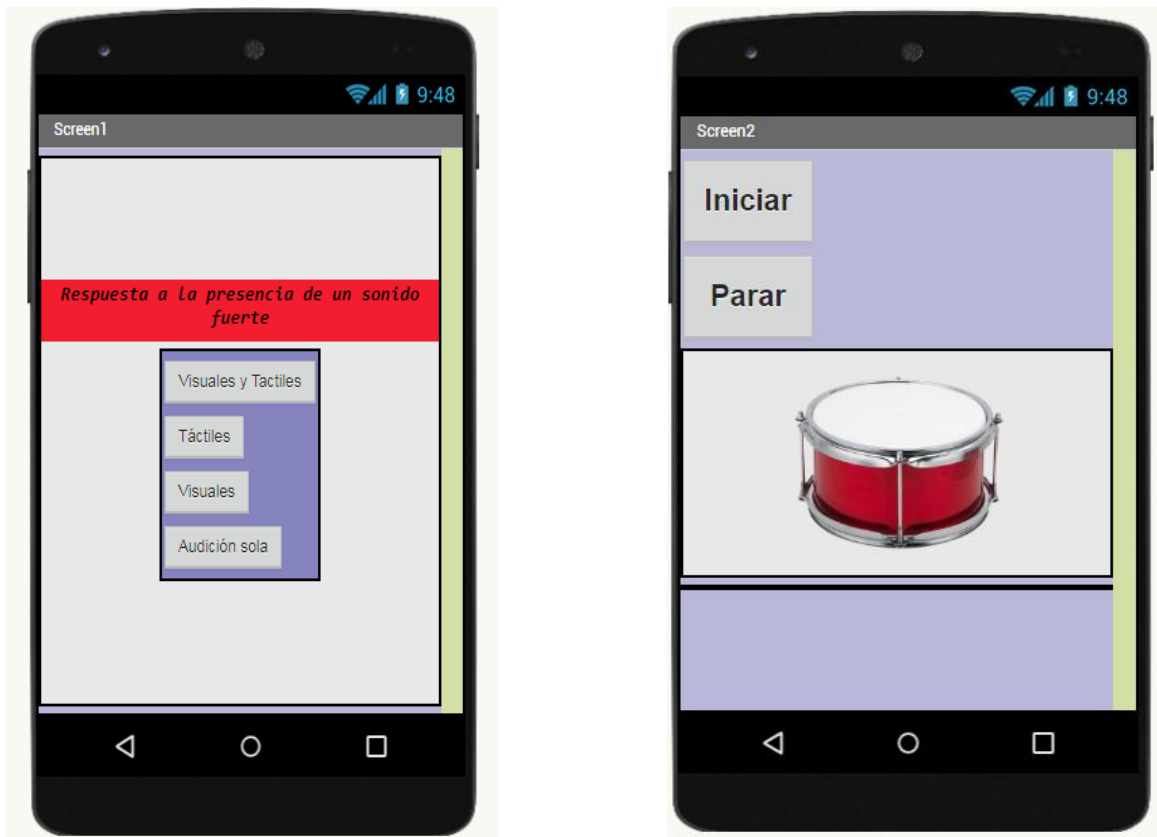 9:48
Screen1
Respuesta a la presencia de un sonido
fuerte
Visuales y Tactiles
Táctiles
Visuales
Audición sola
9:48
Screen2
Iniciar
Parar